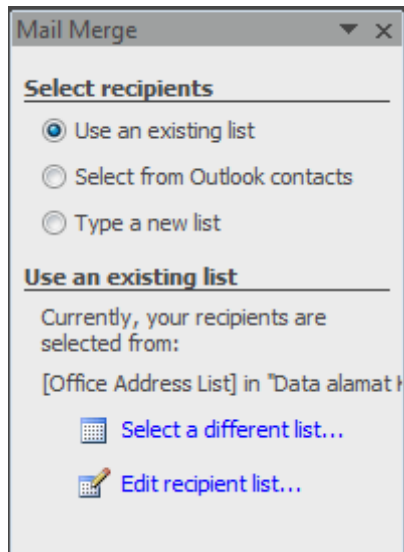 Mail Merge
Select recipients
Use an existing list
Select from Outlook contacts
Type a new list
Use an existing list
Currently, your recipients are
selected from:
[Office Address List] in "Data alamat
Select a different list...
Edit recipient list...